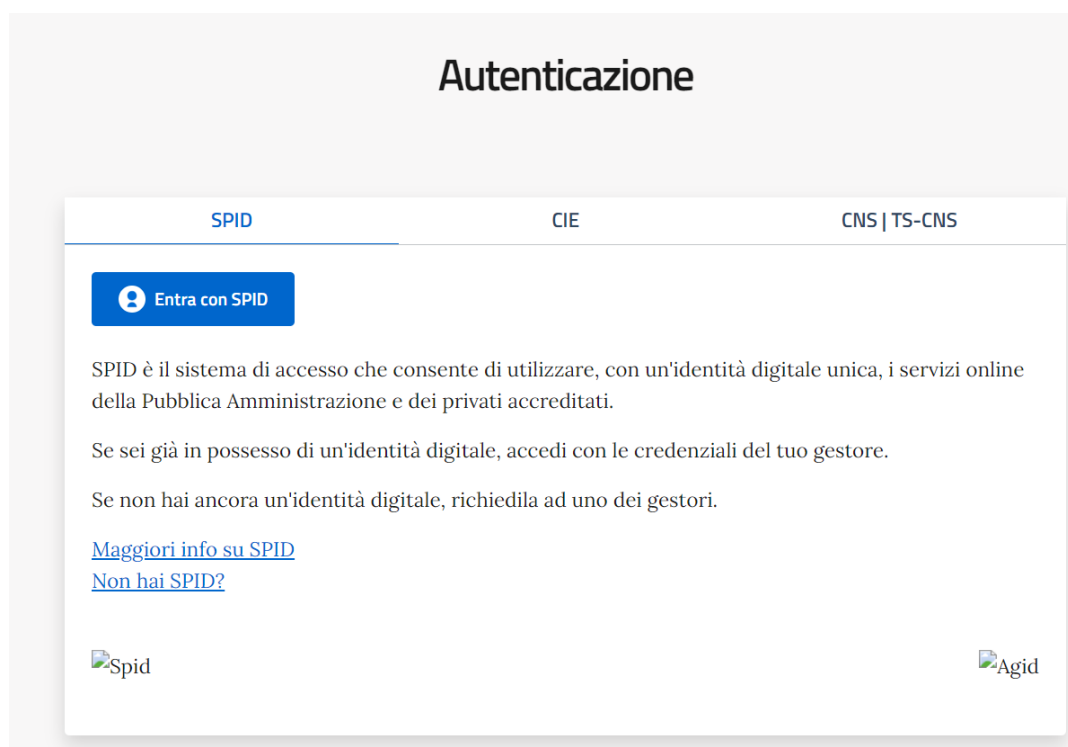 Autenticazione
SPID
CIE
CNS | TS-CNS
Entra con SPID
SPID è il sistema di accesso che consente di utilizzare, con un'identità digitale unica, i servizi online
della Pubblica Amministrazione e dei privati accreditati.
Se sei già in possesso di un'identità digitale, accedi con le credenziali del tuo gestore.
Se non hai ancora un'identità digitale, richiedila ad uno dei gestori.
Maggiori info su SPID
Non hai SPID?
Spid
Agid